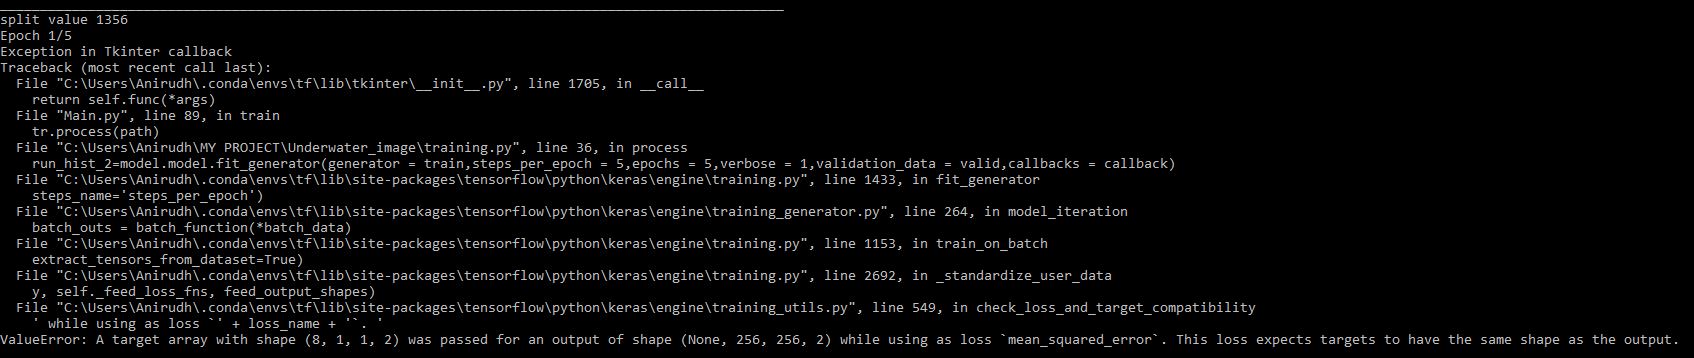 split value 1356
Epoch 1/5
Exception in Tkinter callback
Traceback (most recent call last):
  File "C:\Users\Anirudh\.conda\envs\tf\lib\tkinter\__init__.py", line 1705, in __call__
    return self.func(*args)
  File "Main.py", line 89, in train
    tr.process(path)
  File "C:\Users\Anirudh\MY PROJECT\Underwater_image\training.py", line 36, in process
    run_hist_2=model.model.fit_generator(generator = train,steps_per_epoch = 5,epochs = 5,verbose = 1,validation_data = valid,callbacks = callback)
  File "C:\Users\Anirudh\.conda\envs\tf\lib\site-packages\tensorflow\python\keras\engine\training.py", line 1433, in fit_generator
    steps_name='steps_per_epoch')
  File "C:\Users\Anirudh\.conda\envs\tf\lib\site-packages\tensorflow\python\keras\engine\training_generator.py", line 264, in model_iteration
    batch_outs = batch_function(*batch_data)
  File "C:\Users\Anirudh\.conda\envs\tf\lib\site-packages\tensorflow\python\keras\engine\training.py", line 1153, in train_on_batch
    extract_tensors_from_dataset=True)
  File "C:\Users\Anirudh\.conda\envs\tf\lib\site-packages\tensorflow\python\keras\engine\training.py", line 2692, in _standardize_user_data
    y, self._feed_loss_fns, feed_output_shapes)
  File "C:\Users\Anirudh\.conda\envs\tf\lib\site-packages\tensorflow\python\keras\engine\training_utils.py", line 549, in check_loss_and_target_compatibility
    ' while using as loss `' + loss_name + '`. '
ValueError: A target array with shape (8, 1, 1, 2) was passed for an output of shape (None, 256, 256, 2) while using as loss `mean_squared_error`. This loss expects targets to have the same shape as the output.